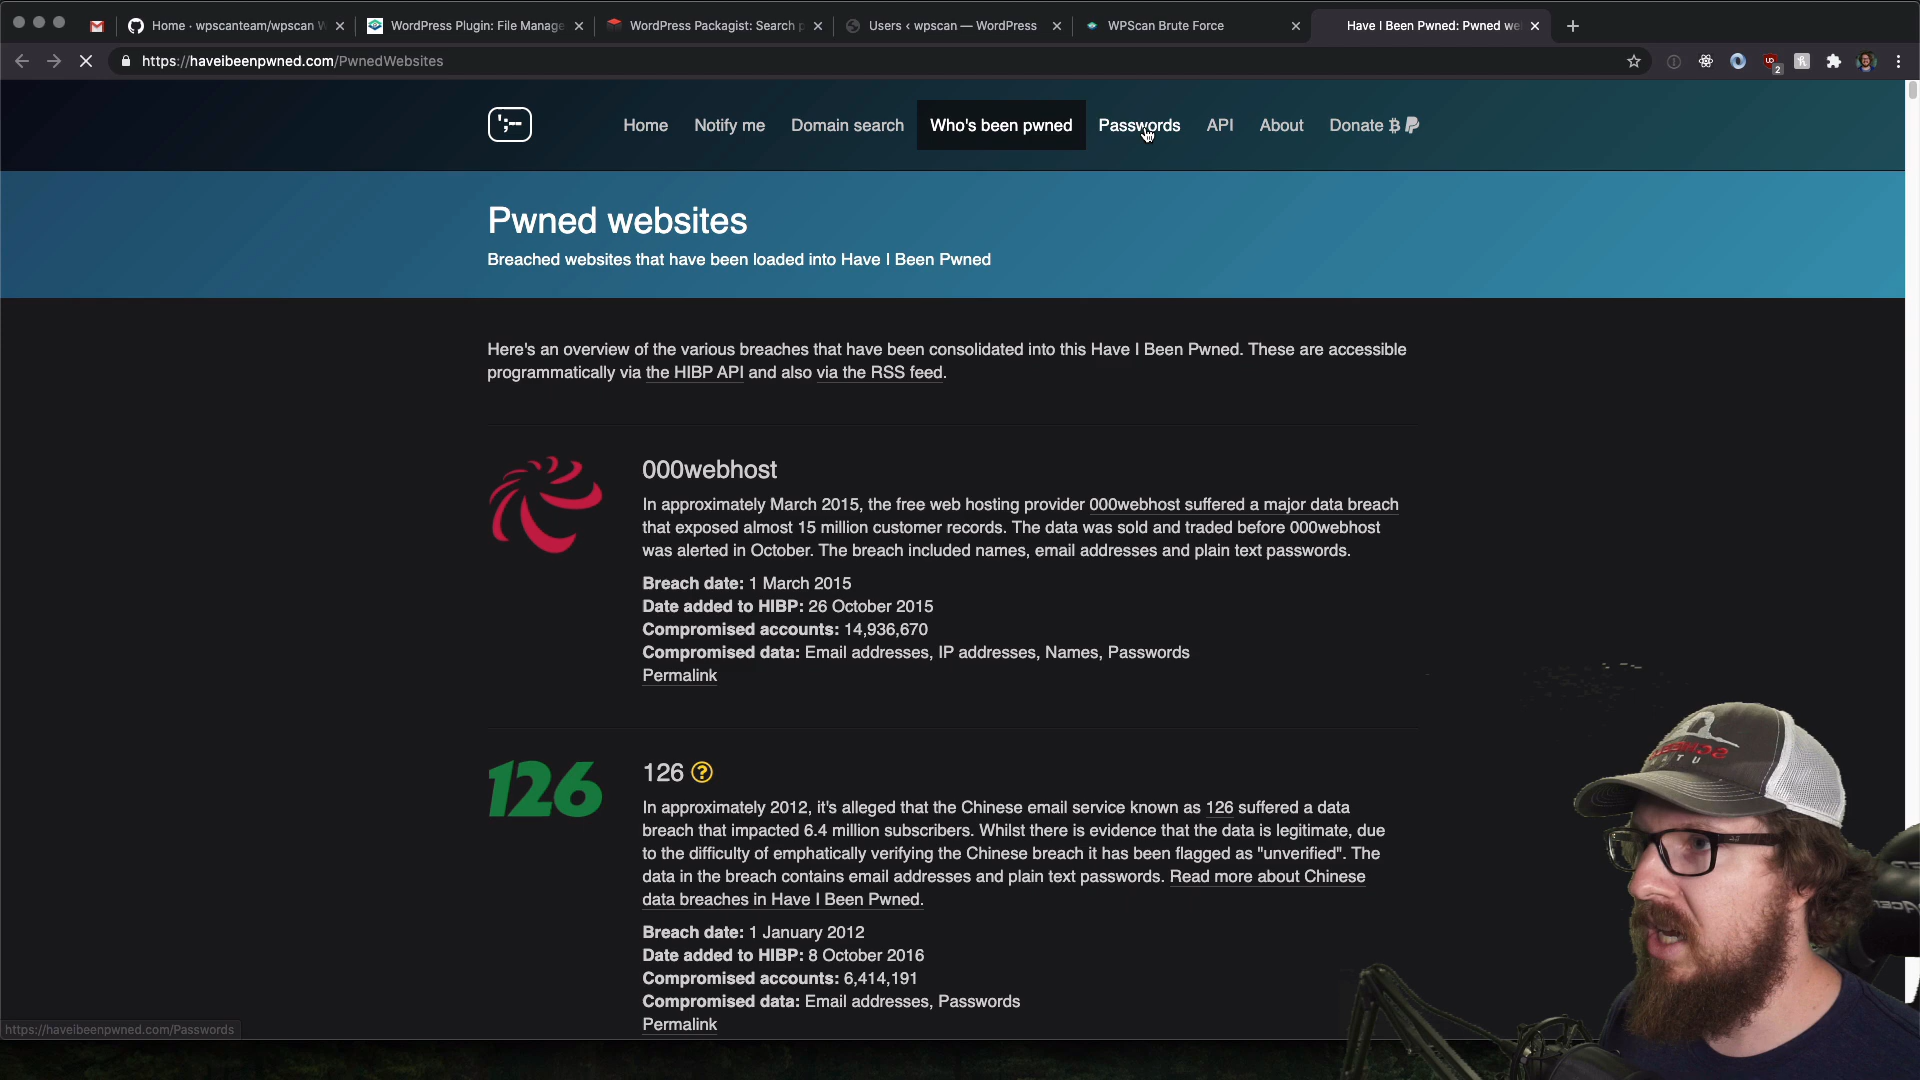 Home · wpscanteam/wpscan W
WordPress Plugin: File Manage
WordPress Packagist: Search p
Users ‹ wpscan — WordPress
WPScan Brute Force
Have I Been Pwned: Pwned we
https://haveibeenpwned.com/PwnedWebsites
2
';--
Home
Notify me
Domain search
Who's been pwned
Passwords
API
About
Donate
Pwned websites
Breached websites that have been loaded into Have I Been Pwned
Here's an overview of the various breaches that have been consolidated into this Have I Been Pwned. These are accessible
programmatically via the HIBP API and also via the RSS feed.
000webhost
In approximately March 2015, the free web hosting provider 000webhost suffered a major data breach
that exposed almost 15 million customer records. The data was sold and traded before 000webhost
was alerted in October. The breach included names, email addresses and plain text passwords.
Breach date: 1 March 2015
Date added to HIBP: 26 October 2015
Compromised accounts: 14,936,670
Compromised data: Email addresses, IP addresses, Names, Passwords
Permalink
126
126 ?
In approximately 2012, it's alleged that the Chinese email service known as 126 suffered a data
breach that impacted 6.4 million subscribers. Whilst there is evidence that the data is legitimate, due
to the difficulty of emphatically verifying the Chinese breach it has been flagged as "unverified". The
data in the breach contains email addresses and plain text passwords. Read more about Chinese
data breaches in Have I Been Pwned.
Breach date: 1 January 2012
Date added to HIBP: 8 October 2016
Compromised accounts: 6,414,191
Compromised data: Email addresses, Passwords
Permalink
https://haveibeenpwned.com/Passwords